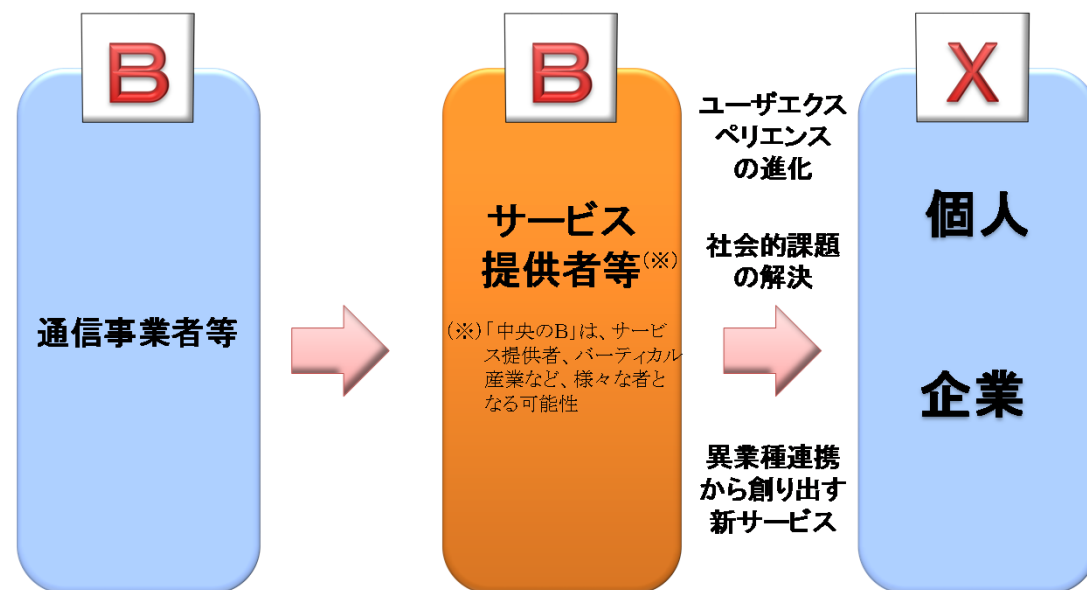 B
通信事業者等
B
サービス
提供者等(※)
(※)「中央のB」は、サービ
ス提供者、バーティカル
産業など、様々な者と
なる可能性
ユーザエクス
ペリエンス
の進化
社会的課題
の解決
異業種連携
から創り出す
新サービス
X
個人
企業